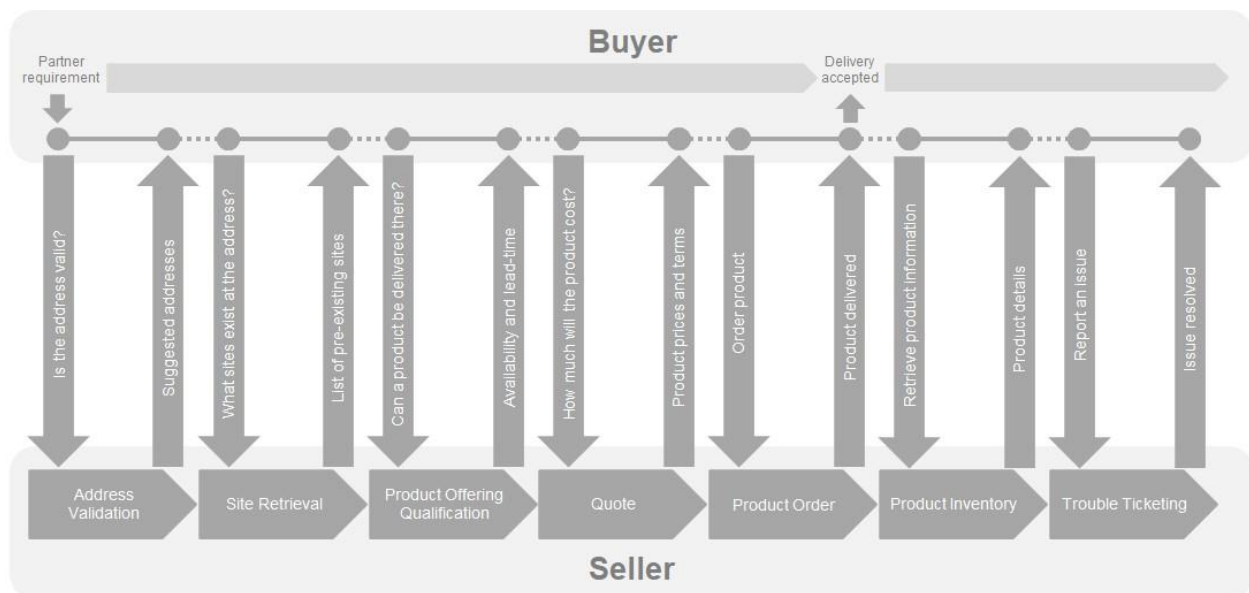 Buyer
Partner
requirement
Delivery
accepted
Is the address valid?
Suggested addresses
What sites exist at the address?
List of pre-existing sites
Can a product be delivered there?
Availability and lead-time
How much will the product cost?
Product prices and terms
Order product
Product delivered
Retrieve product information
Product details
Report an issue
Issue resolved
Address
Validation
Site Retrieval
Product Offering
Qualification
Quote
Product Order
Product Inventory
Trouble Ticketing
Seller